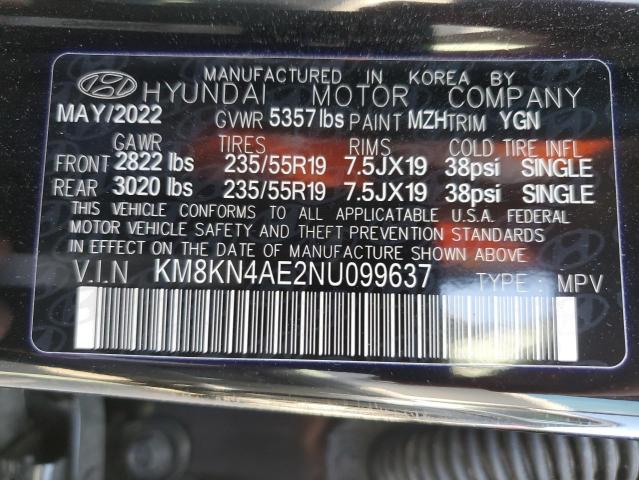 MANUFACTURED IN KOREA BY
HYUNDAI MOTOR COMPANY
MAY/2022 GVWR 5357 lbs PAINT MZH TRIM YGN
GAWR TIRES RIMS COLD TIRE INFL
FRONT 2822 lbs 235/55R19 7.5JX19 38psi SINGLE
REAR 3020 lbs 235/55R19 7.5JX19 38psi SINGLE
THIS VEHICLE CONFORMS TO ALL APPLICABLE U.S.A. FEDERAL
MOTOR VEHICLE SAFETY AND THEFT PREVENTION STANDARDS
IN EFFECT ON THE DATE OF MANUFACTURE SHOWN ABOVE.
V.I.N KM8KN4AE2NU099637 TYPE : MPV